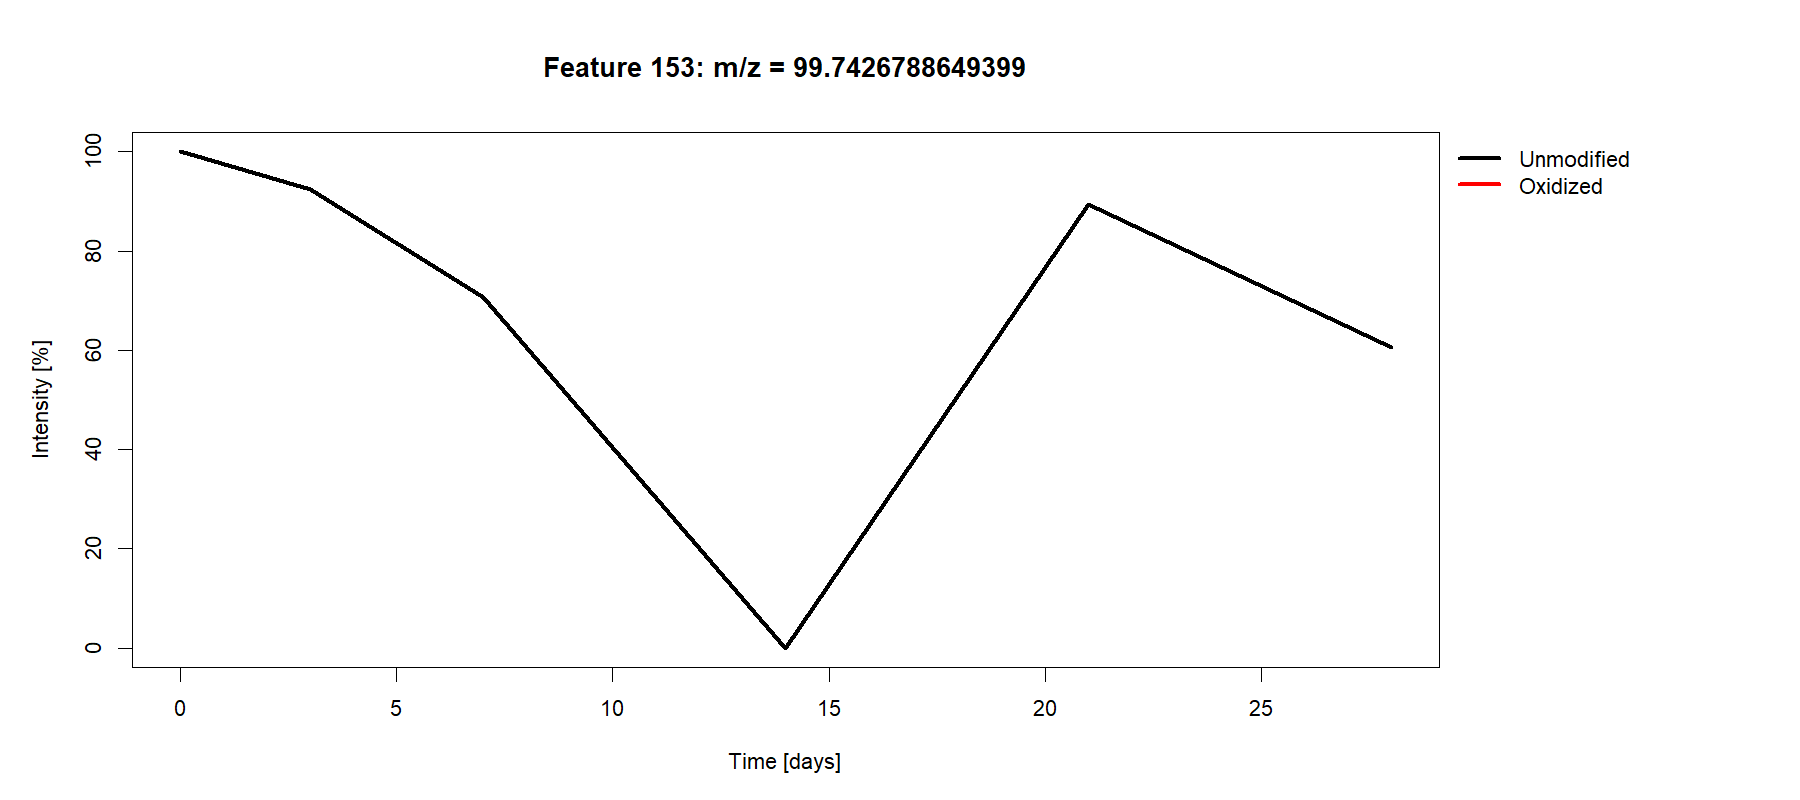 Feature 153: m/z = 99.7426788649399
Unmodified
Oxidized
Intensity [%]
100
80
60
40
20
0
0 5 10 15 20 25
Time [days]